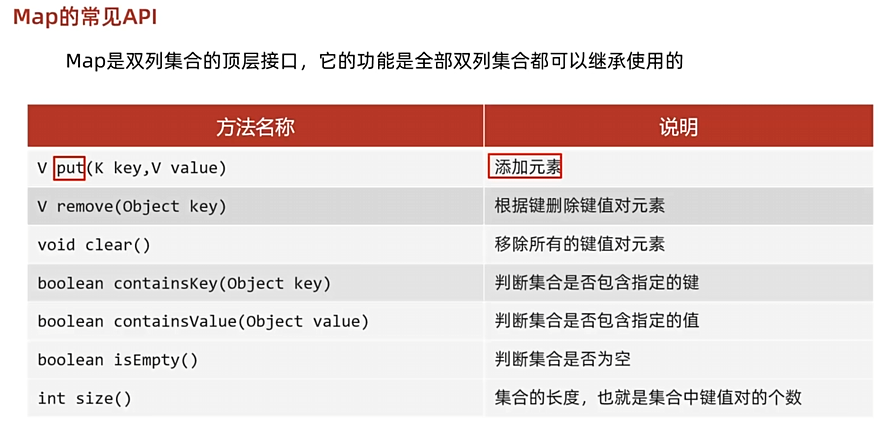 Map的常见API
Map是双列集合的顶层接口，它的功能是全部双列集合都可以继承使用的
方法名称 说明
V put(K key,V value) 添加元素
V remove(Object key) 根据键删除键值对元素
void clear() 移除所有的键值对元素
boolean containsKey(Object key) 判断集合是否包含指定的键
boolean containsValue(Object value) 判断集合是否包含指定的值
boolean isEmpty() 判断集合是否为空
int size() 集合的长度，也就是集合中键值对的个数